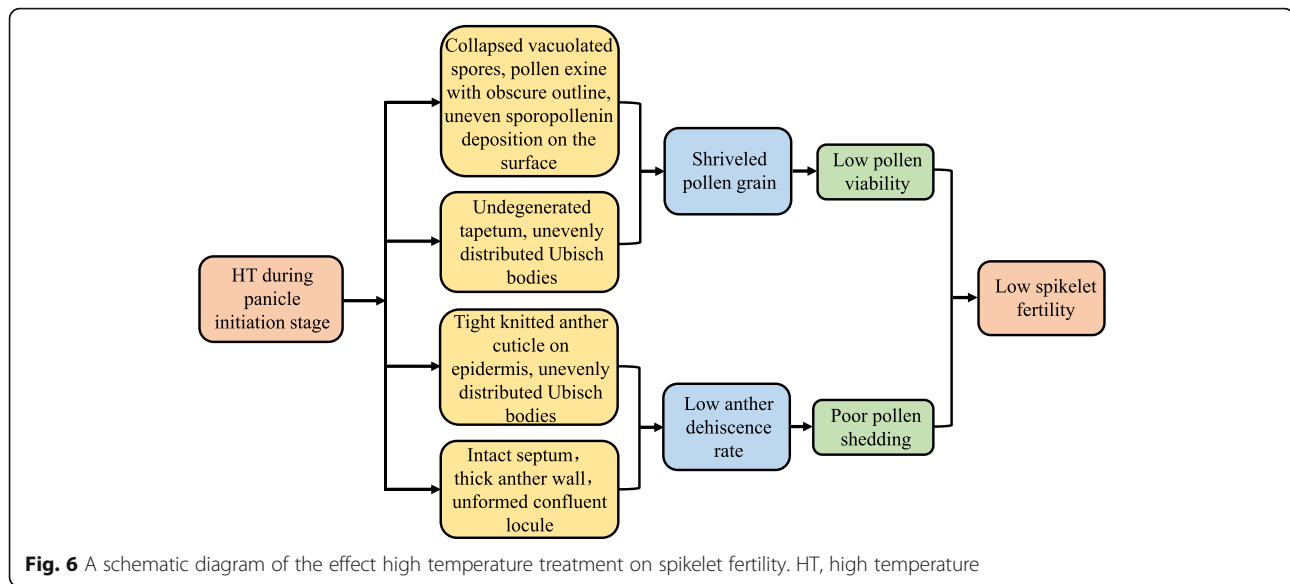 Collapsed vacuolated
spores, pollen exine
with obscure outline,
uneven sporopollenin
deposition on the
surface
Undegenerated
tapetum, unevenly
distributed Ubisch
bodies
HT during
panicle
initiation stage
Tight knitted anther
cuticle on
epidermis, unevenly
distributed Ubisch
bodies
Intact septum，
thick anther wall，
unformed confluent
locule
Shriveled
pollen grain
Low pollen
viability
Low anther
dehiscence
rate
Poor pollen
shedding
Low spikelet
fertility
Fig. 6 A schematic diagram of the effect high temperature treatment on spikelet fertility. HT, high temperature